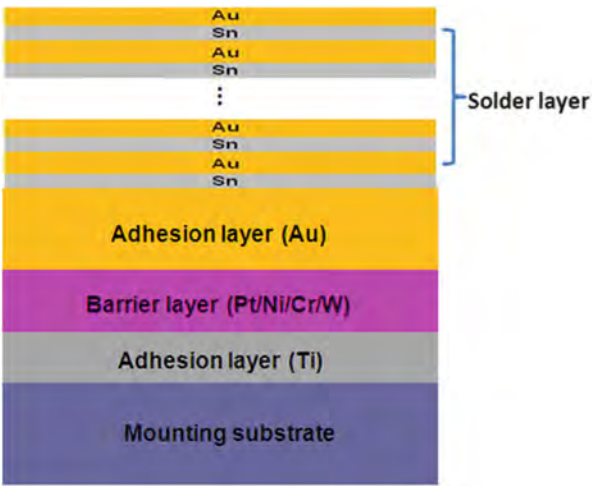 Au
Sn
Au
Sn
⋮
Solder layer
Au
Sn
Au
Sn
Adhesion layer (Au)
Barrier layer (Pt/Ni/Cr/W)
Adhesion layer (Ti)
Mounting substrate